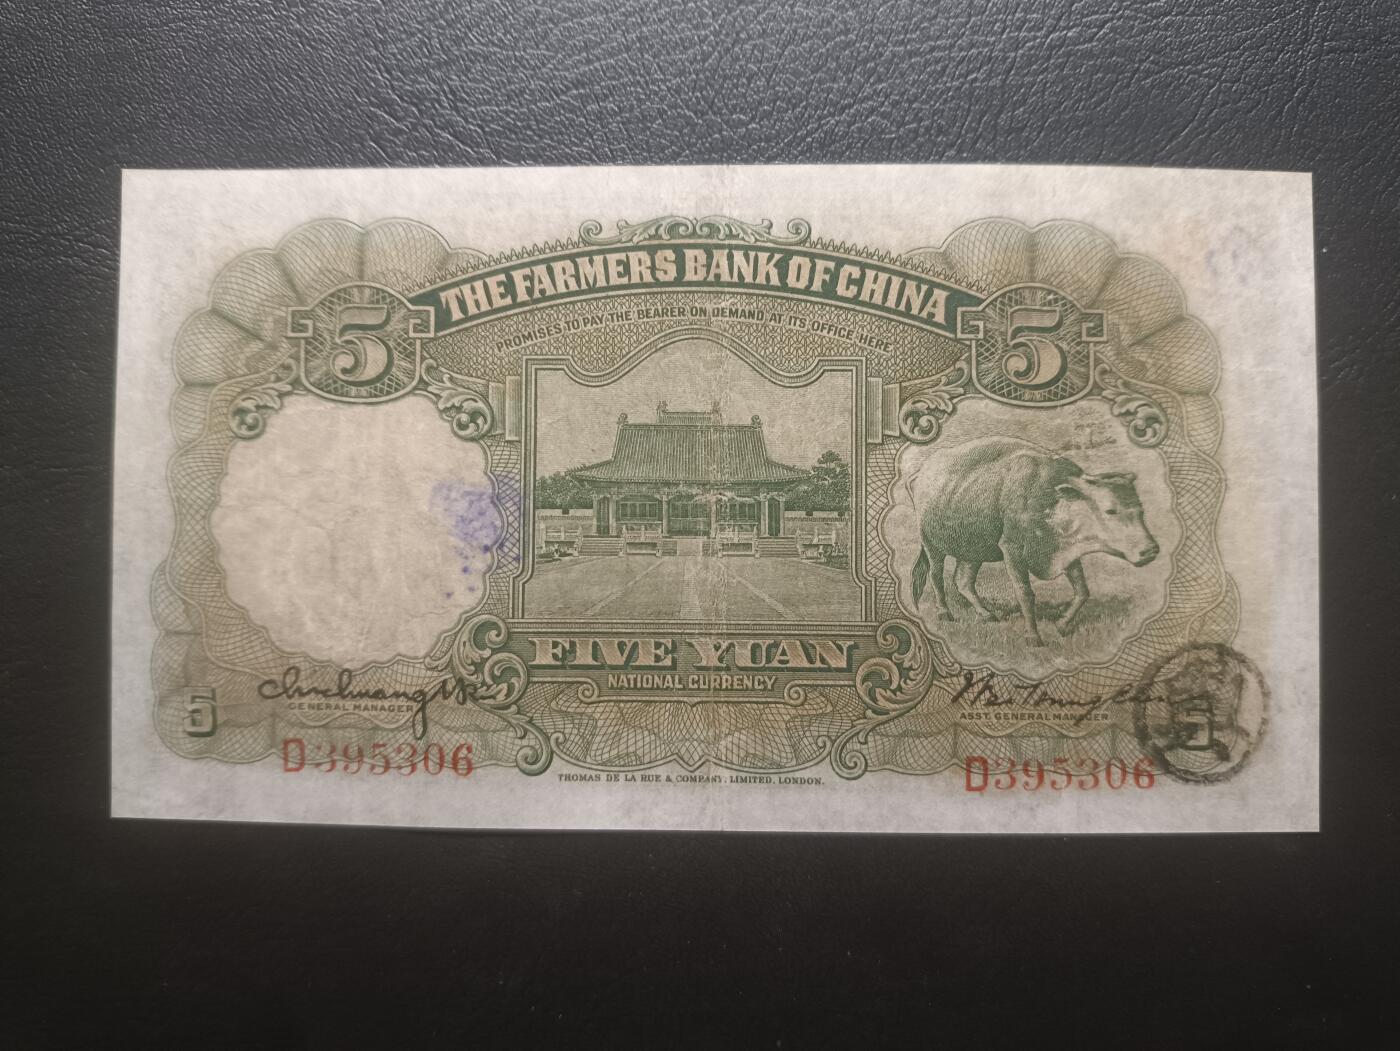 THE FARMERS BANK OF CHINA
PROMISES TO PAY THE BEARER ON DEMAND AT ITS OFFICE HERE
5 5
FIVE YUAN
NATIONAL CURRENCY
GENERAL MANAGER
ASST. GENERAL MANAGER
5 5
D395306 D395306
THOMAS DE LA RUE & COMPANY, LIMITED, LONDON.